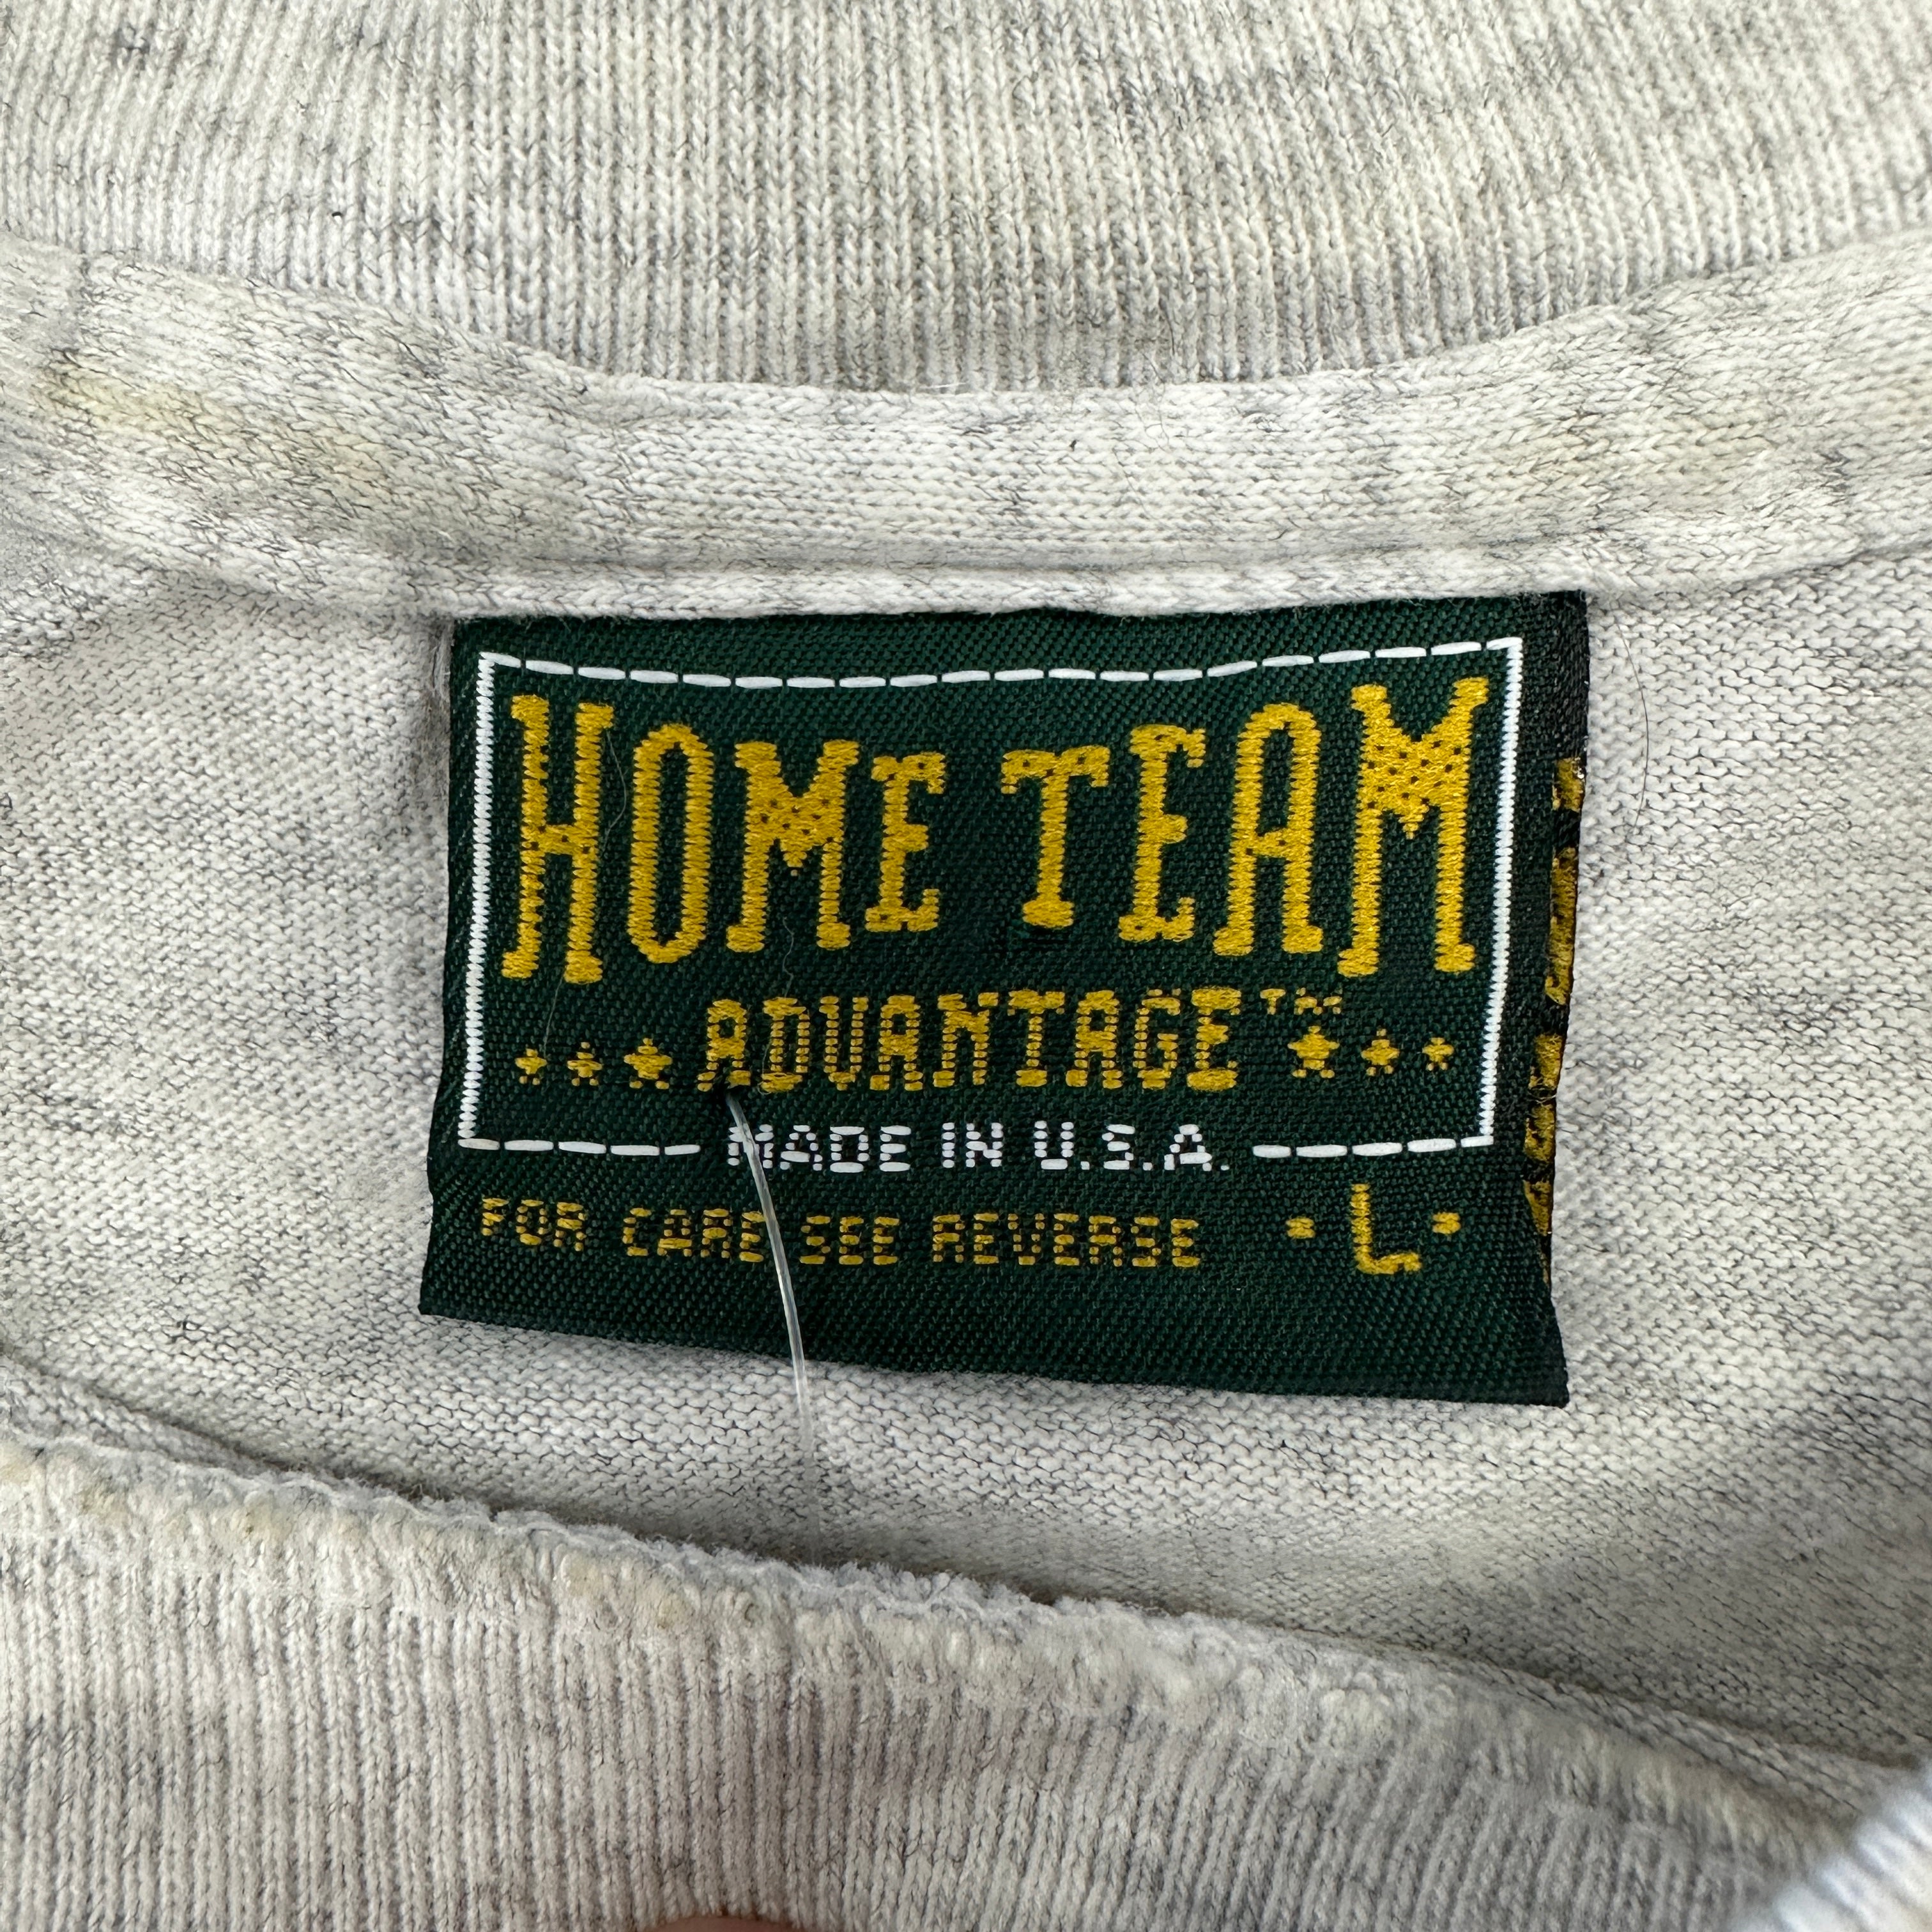 HOME TEAM
ADVANTAGE™
MADE IN U.S.A.
FOR CARE SEE REVERSE · L ·